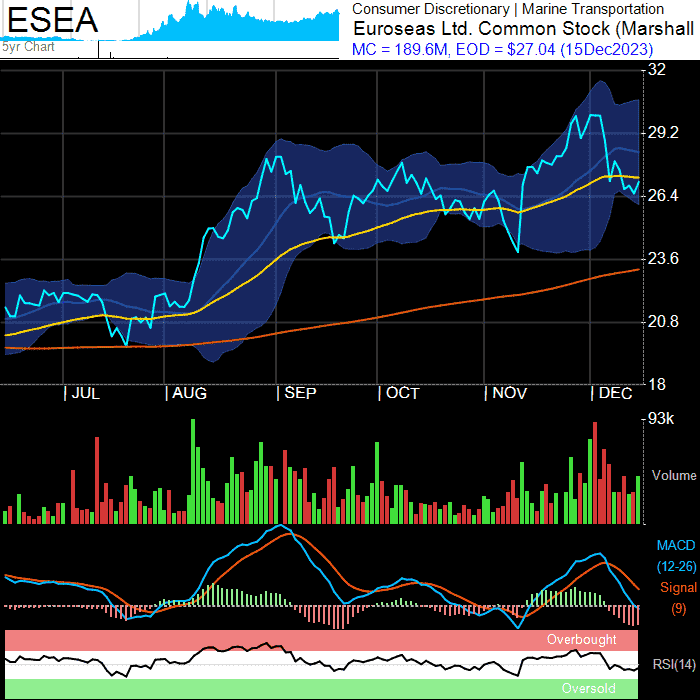 ESEA
5yr Chart
Consumer Discretionary | Marine Transportation
Euroseas Ltd. Common Stock (Marshall
MC = 189.6M, EOD = $27.04 (15Dec2023)
32
29.2
26.4
23.6
20.8
18
| JUL | AUG | SEP | OCT | NOV | DEC
93k
Volume
MACD
(12-26)
Signal
(9)
Overbought
RSI(14)
Oversold